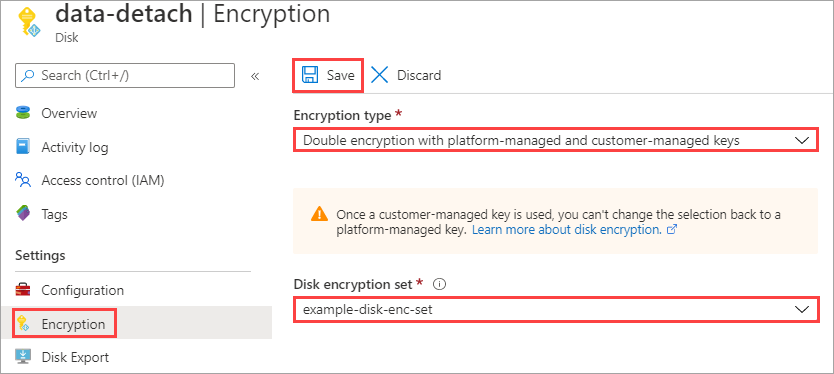 data-detach | Encryption
Disk
Search (Ctrl+/)
«
Overview
Activity log
Access control (IAM)
Tags
Settings
Configuration
Encryption
Disk Export
Save
Discard
Encryption type *
Double encryption with platform-managed and customer-managed keys
Once a customer-managed key is used, you can't change the selection back to a
platform-managed key. Learn more about disk encryption.
Disk encryption set *
example-disk-enc-set